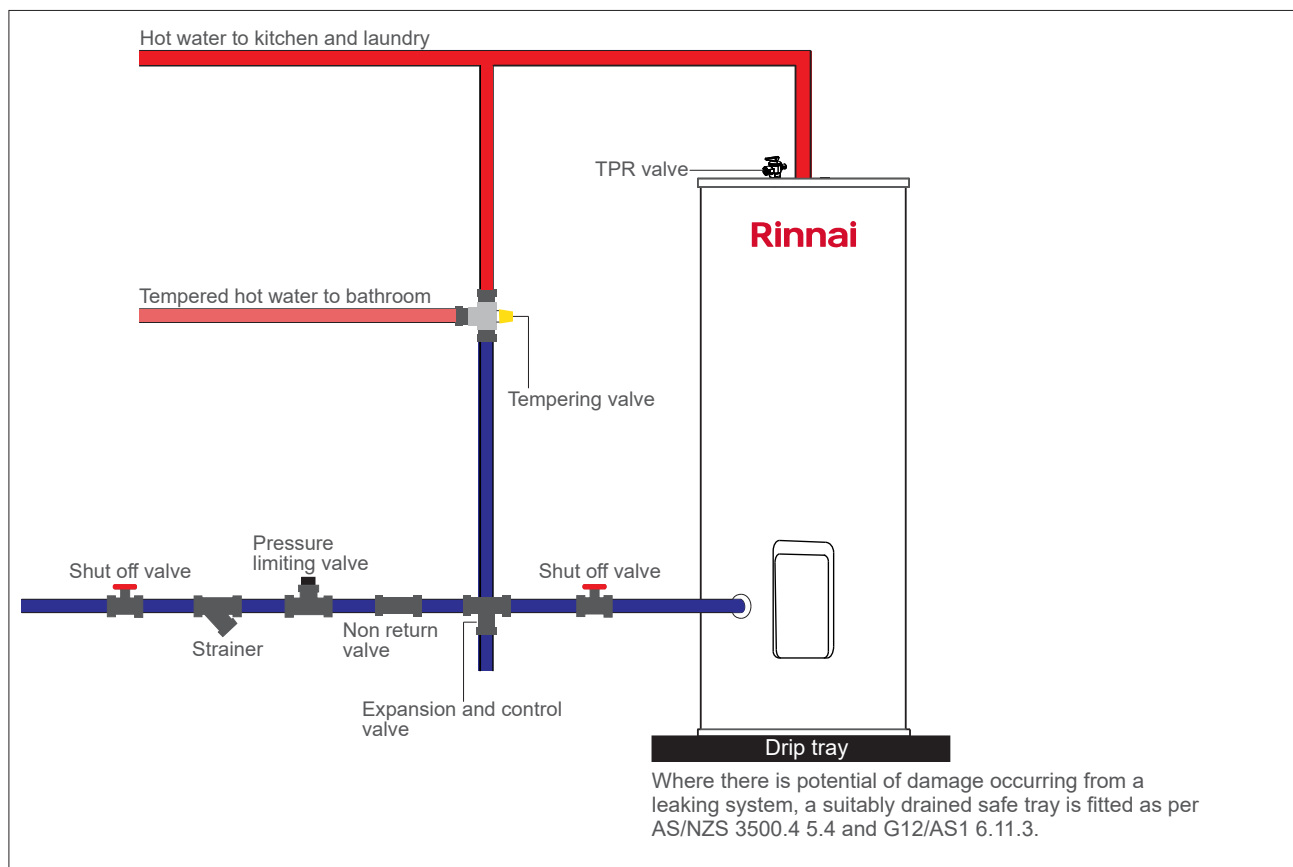 Hot water to kitchen and laundry
TPR valve
Rinnai
Tempered hot water to bathroom
Tempering valve
Shut off valve
Pressure
limiting valve
Shut off valve
Strainer
Non return
valve
Expansion and control
valve
Drip tray
Where there is potential of damage occurring from a
leaking system, a suitably drained safe tray is fitted as per
AS/NZS 3500.4 5.4 and G12/AS1 6.11.3.